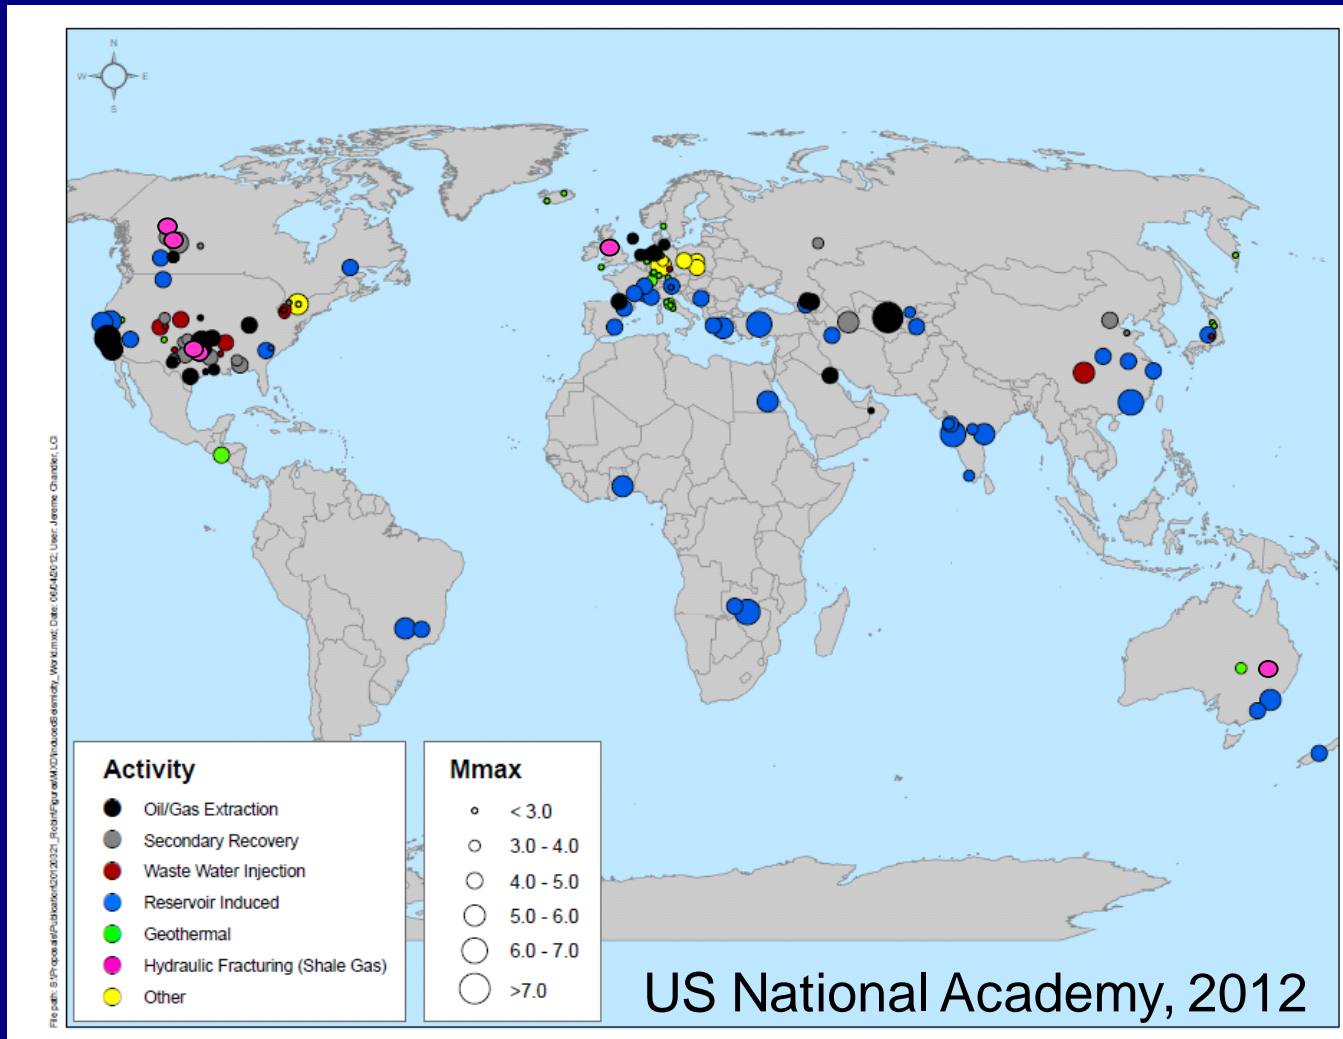 N
W E
S
Activity
Oil/Gas Extraction
Secondary Recovery
Waste Water Injection
Reservoir Induced
Geothermal
Hydraulic Fracturing (Shale Gas)
Other
Mmax
< 3.0
3.0 - 4.0
4.0 - 5.0
5.0 - 6.0
6.0 - 7.0
>7.0
US National Academy, 2012